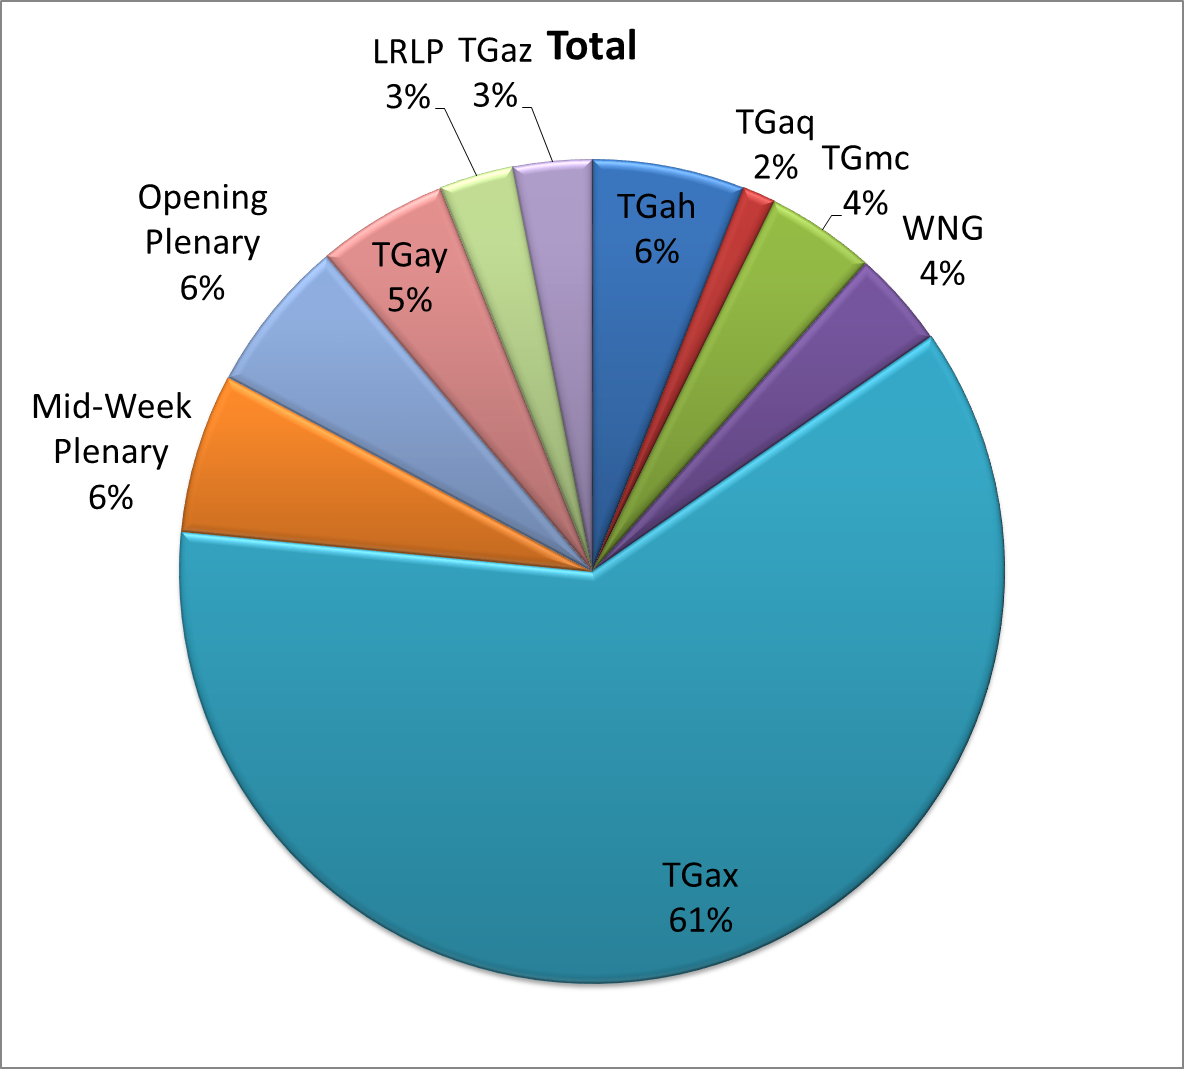 Total
LRLP
3%
TGaz
3%
TGah
6%
TGaq
2%
TGmc
4%
WNG
4%
TGax
61%
Mid-Week
Plenary
6%
Opening
Plenary
6%
TGay
5%